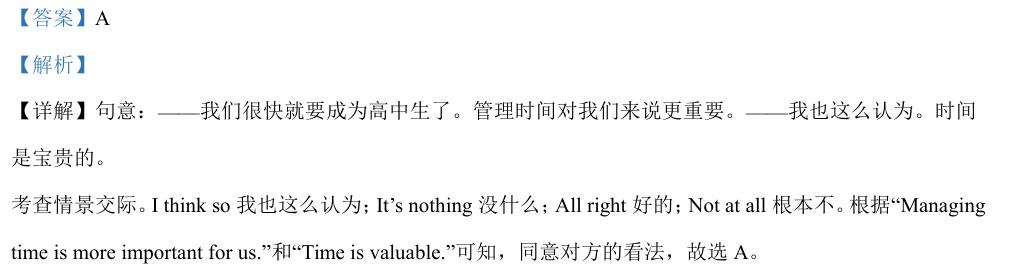 【答案】A
【解析】
【详解】句意：——我们很快就要成为高中生了。管理时间对我们来说更重要。——我也这么认为。时间
是宝贵的。
考查情景交际。I think so 我也这么认为；It’s nothing 没什么；All right 好的；Not at all 根本不。根据“Managing
time is more important for us.”和“Time is valuable.”可知，同意对方的看法，故选 A。